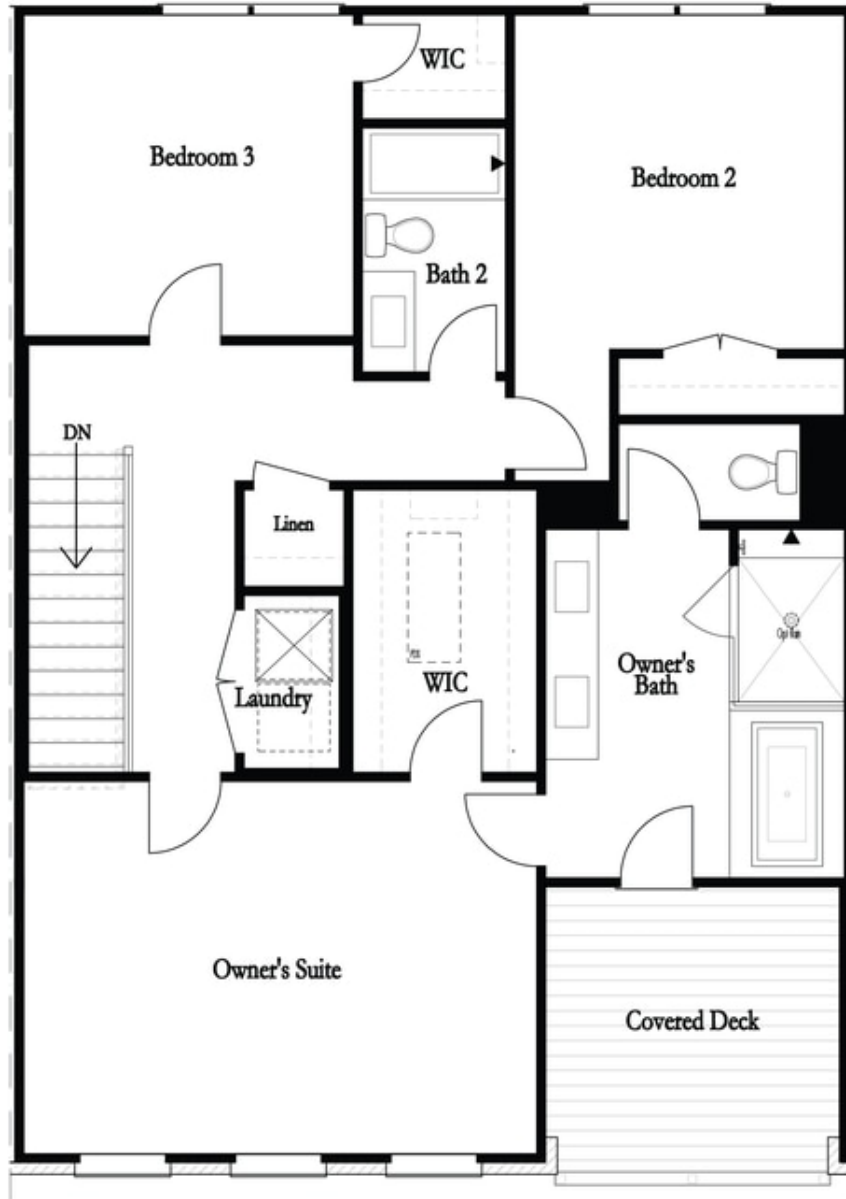 WIC
Bedroom 3
Bedroom 2
Bath 2
DN
Linen
WIC
Laundry
Owner's
Bath
Owner's Suite
Covered Deck